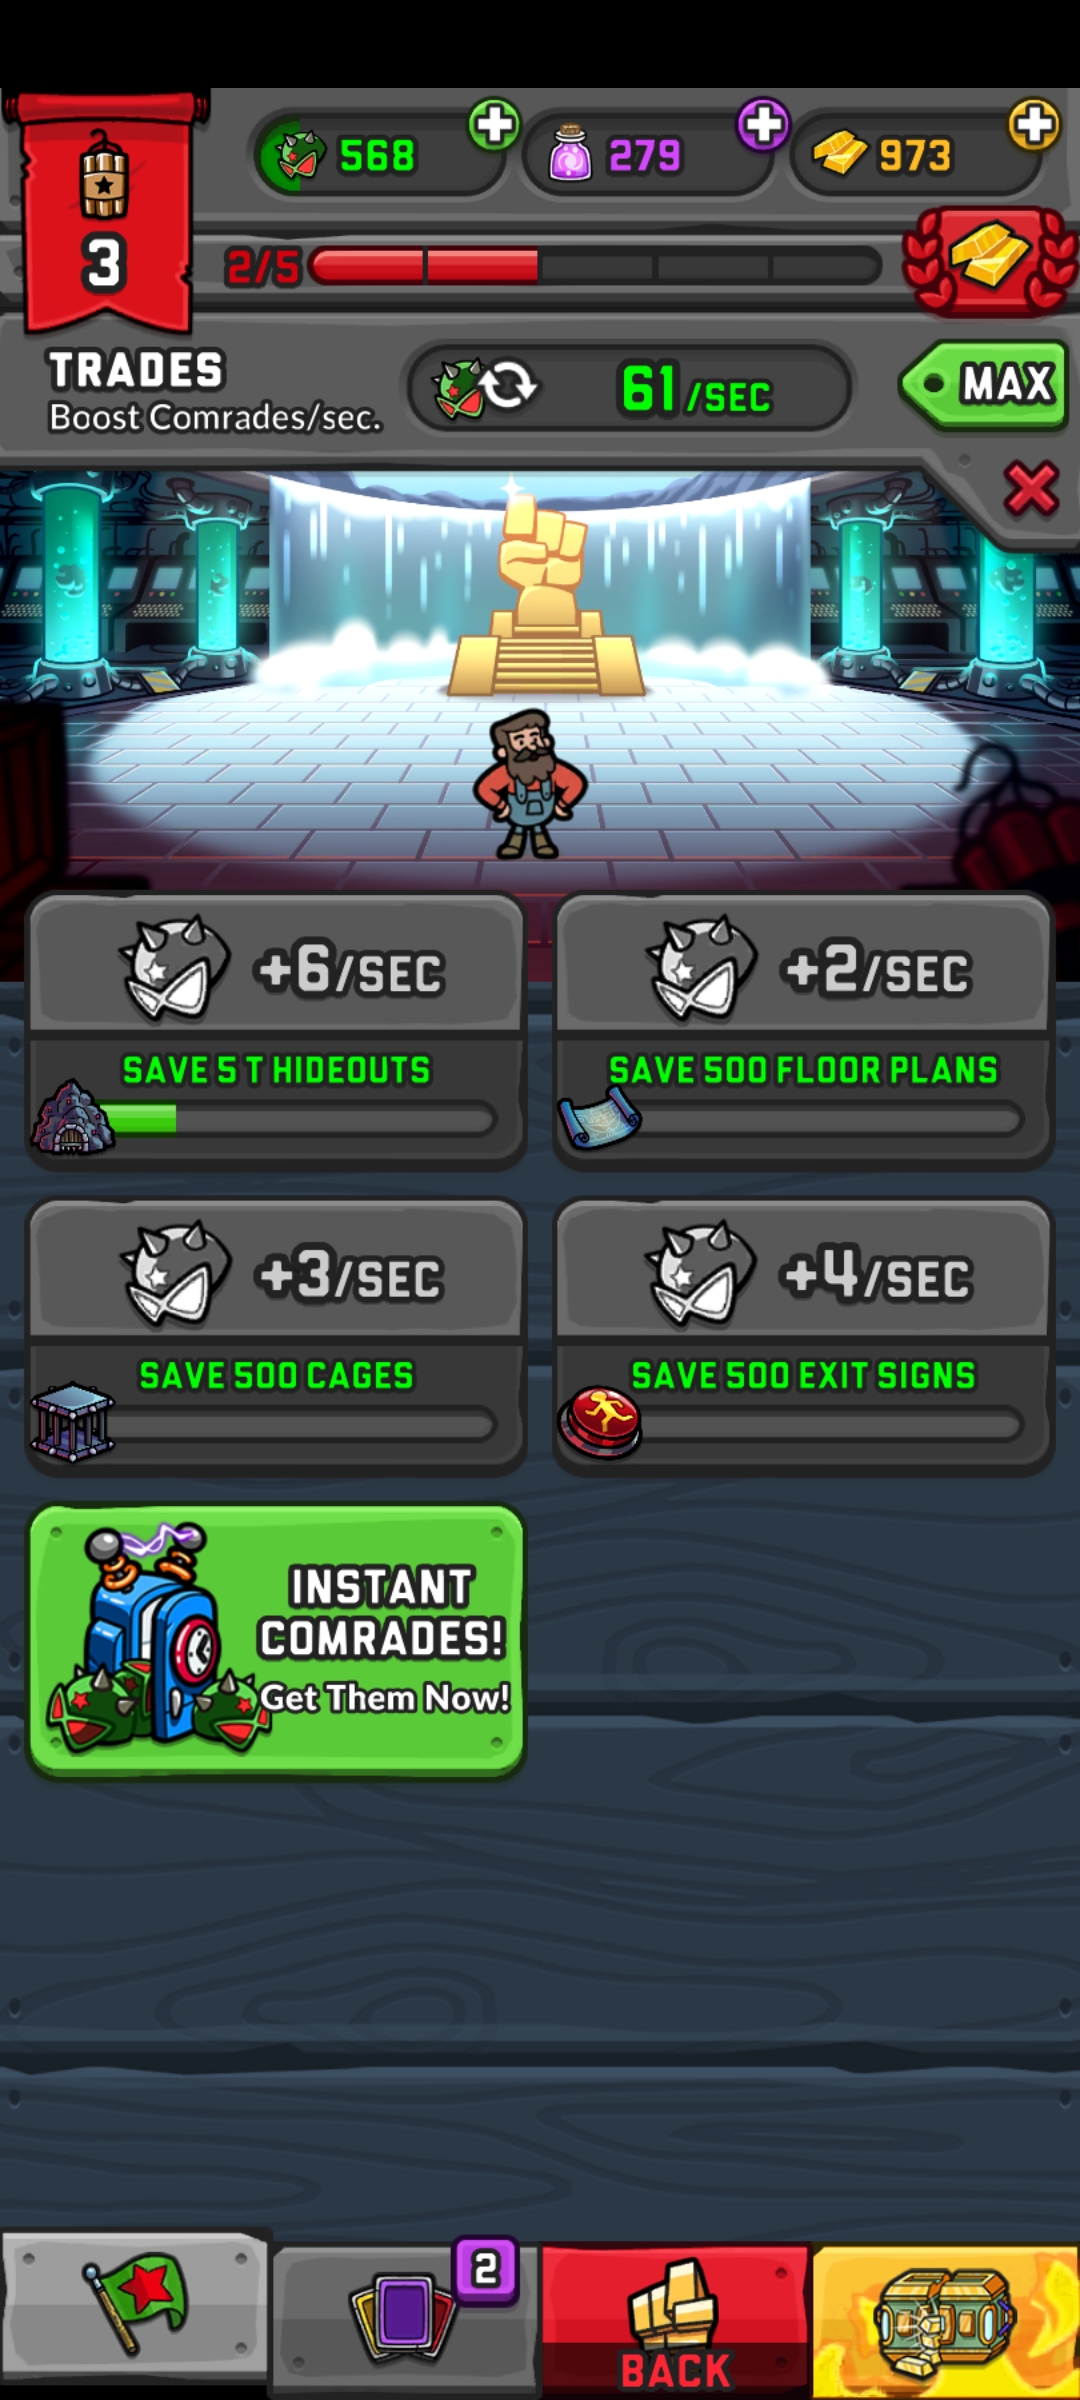 568
279
973
3
2/5
TRADES
Boost Comrades/sec.
61/SEC
MAX
+6/SEC
+2/SEC
SAVE 5 T HIDEOUTS
SAVE 500 FLOOR PLANS
+3/SEC
+4/SEC
SAVE 500 CAGES
SAVE 500 EXIT SIGNS
INSTANT
COMRADES!
Get Them Now!
2
BACK